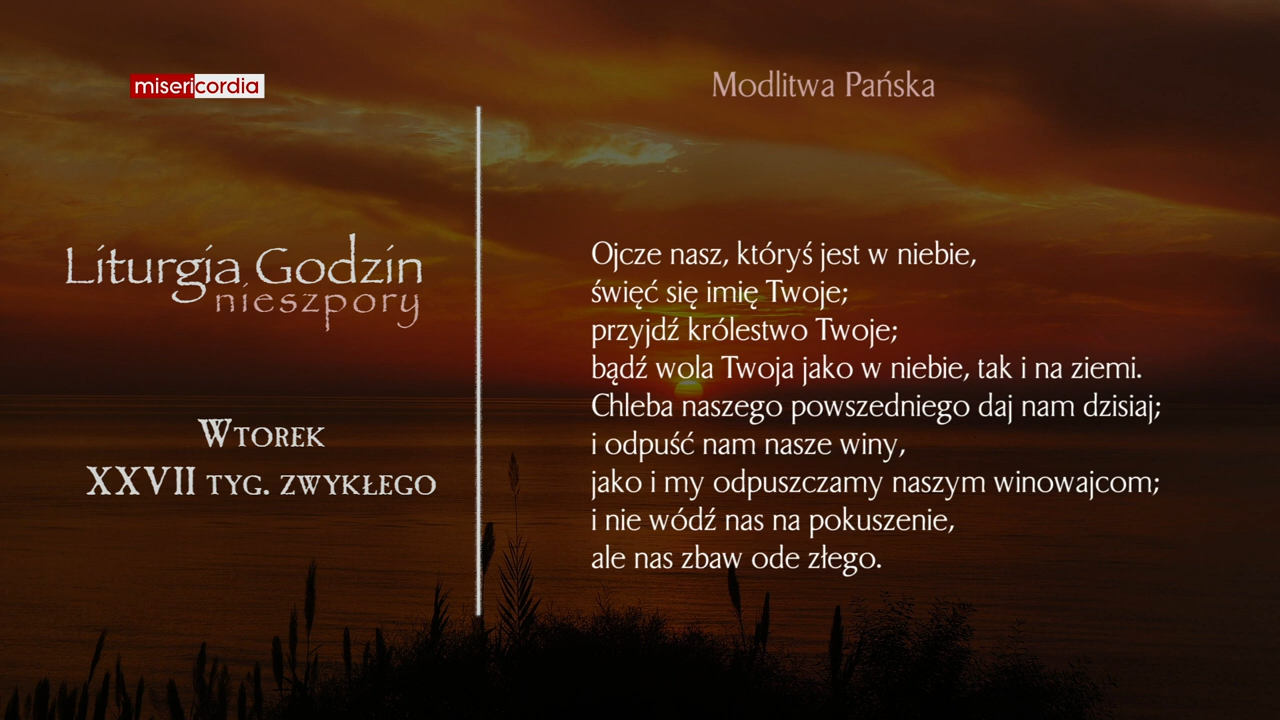 misericordia
Liturgia Godzin
nieszpory
Wtorek
XXVII tyg. zwykłego
Modlitwa Pańska
Ojcze nasz, któryś jest w niebie,
święć się imię Twoje;
przyjdź królestwo Twoje;
bądź wola Twoja jako w niebie, tak i na ziemi.
Chleba naszego powszedniego daj nam dzisiaj;
i odpuść nam nasze winy,
jako i my odpuszczamy naszym winowajcom;
i nie wódź nas na pokuszenie,
ale nas zbaw ode złego.